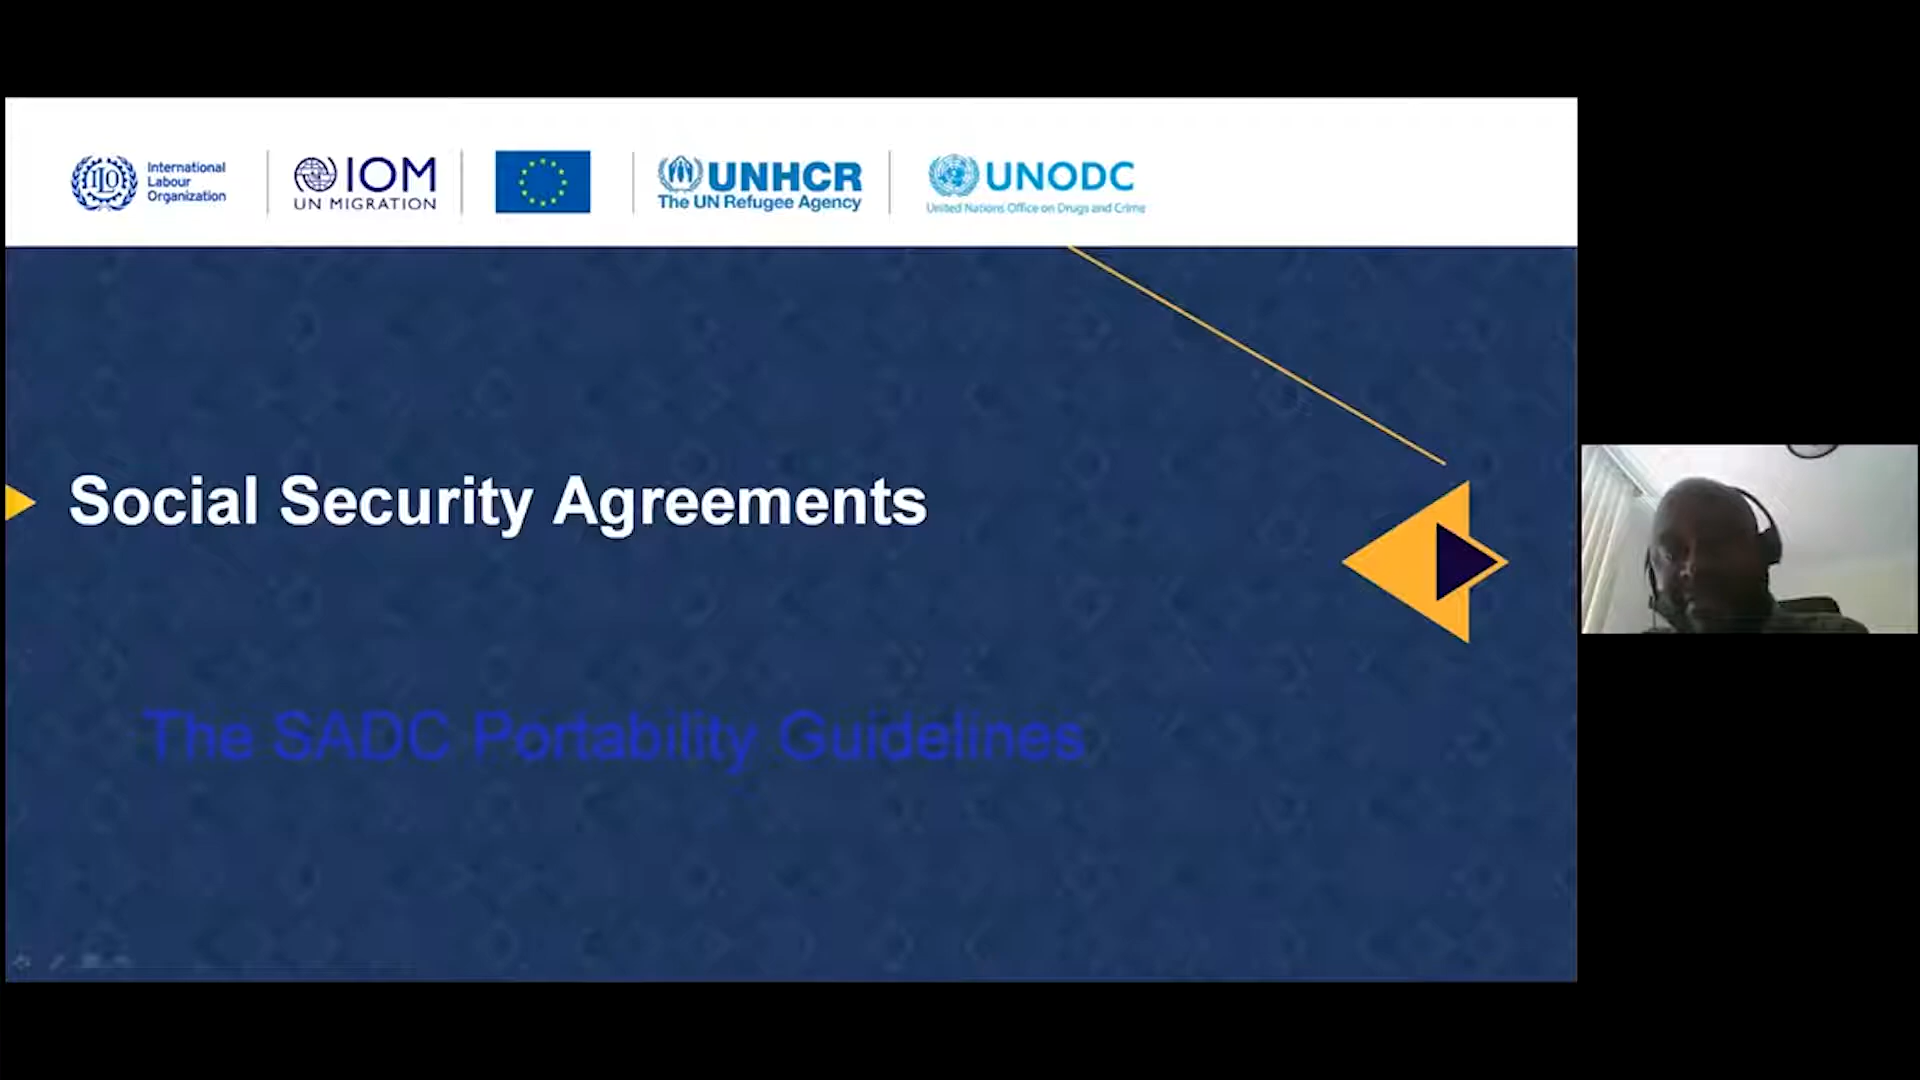 ILO
International
Labour
Organization
IOM
UN MIGRATION
UNHCR
The UN Refugee Agency
UNODC
United Nations Office on Drugs and Crime
Social Security Agreements
The SADC Portability Guidelines